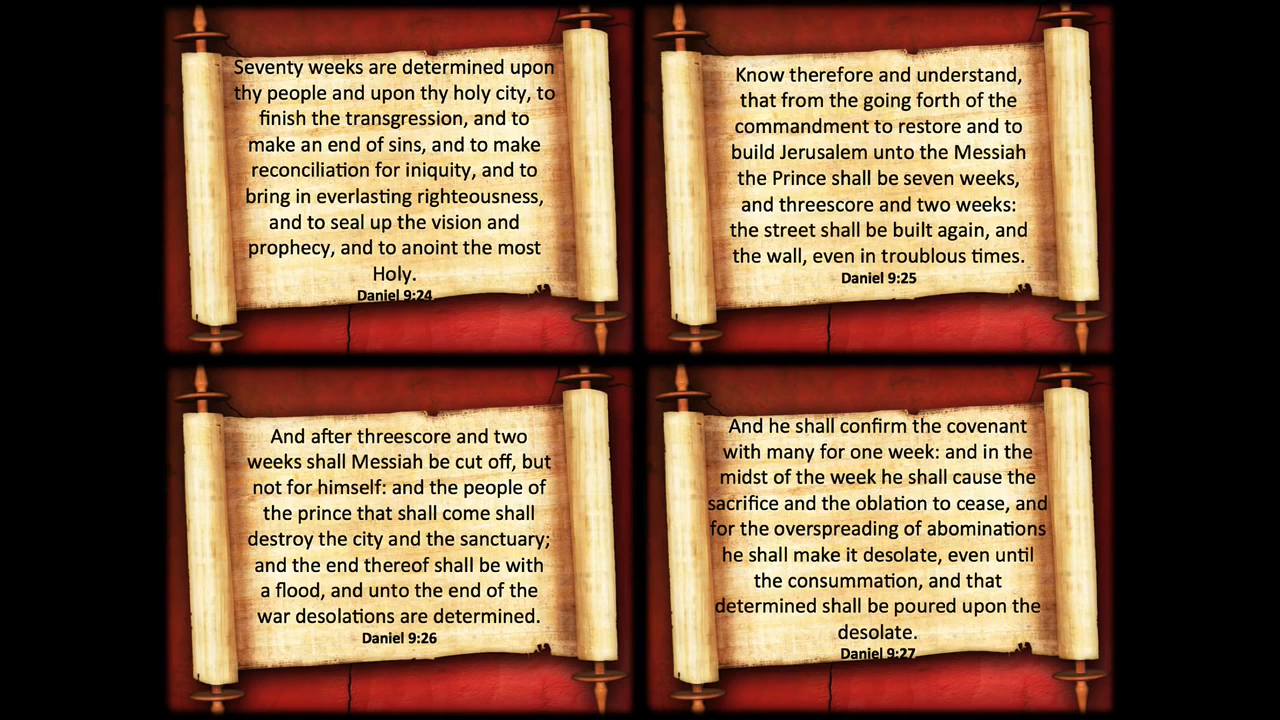 Seventy weeks are determined upon
thy people and upon thy holy city, to
finish the transgression, and to
make an end of sins, and to make
reconciliation for iniquity, and to
bring in everlasting righteousness,
and to seal up the vision and
prophecy, and to anoint the most
Holy.
Daniel 9:24
Know therefore and understand,
that from the going forth of the
commandment to restore and to
build Jerusalem unto the Messiah
the Prince shall be seven weeks,
and threescore and two weeks:
the street shall be built again, and
the wall, even in troublous times.
Daniel 9:25
And after threescore and two
weeks shall Messiah be cut off, but
not for himself: and the people of
the prince that shall come shall
destroy the city and the sanctuary;
and the end thereof shall be with
a flood, and unto the end of the
war desolations are determined.
Daniel 9:26
And he shall confirm the covenant
with many for one week: and in the
midst of the week he shall cause the
sacrifice and the oblation to cease, and
for the overspreading of abominations
he shall make it desolate, even until
the consummation, and that
determined shall be poured upon the
desolate.
Daniel 9:27